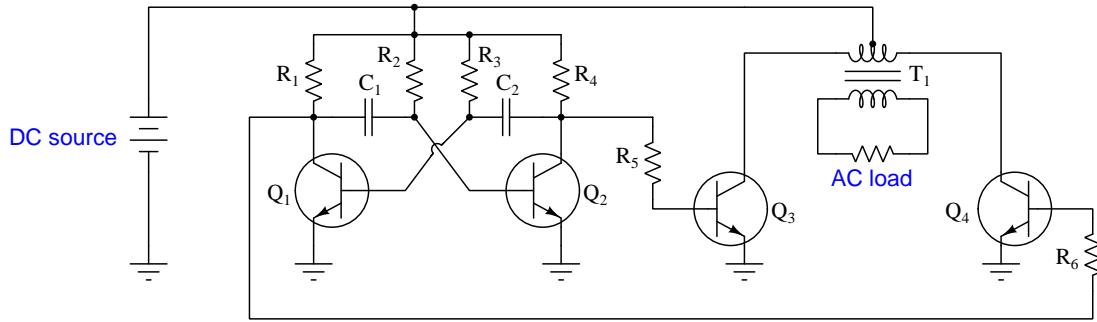 R1
R2
R3
R4
C1
C2
T1
DC source
R5
AC load
Q1
Q2
Q3
Q4
R6